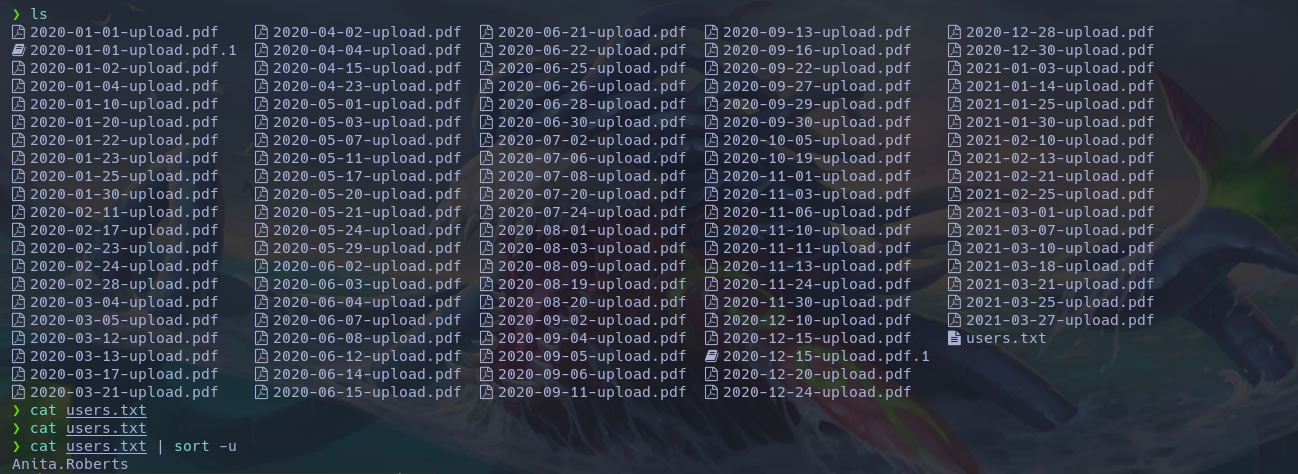 ❯ ls
2020-01-01-upload.pdf 2020-04-02-upload.pdf 2020-06-21-upload.pdf 2020-09-13-upload.pdf 2020-12-28-upload.pdf
2020-01-01-upload.pdf.1 2020-04-04-upload.pdf 2020-06-22-upload.pdf 2020-09-16-upload.pdf 2020-12-30-upload.pdf
2020-01-02-upload.pdf 2020-04-15-upload.pdf 2020-06-25-upload.pdf 2020-09-22-upload.pdf 2021-01-03-upload.pdf
2020-01-04-upload.pdf 2020-04-23-upload.pdf 2020-06-26-upload.pdf 2020-09-27-upload.pdf 2021-01-14-upload.pdf
2020-01-10-upload.pdf 2020-05-01-upload.pdf 2020-06-28-upload.pdf 2020-09-29-upload.pdf 2021-01-25-upload.pdf
2020-01-20-upload.pdf 2020-05-03-upload.pdf 2020-06-30-upload.pdf 2020-09-30-upload.pdf 2021-01-30-upload.pdf
2020-01-22-upload.pdf 2020-05-07-upload.pdf 2020-07-02-upload.pdf 2020-10-05-upload.pdf 2021-02-10-upload.pdf
2020-01-23-upload.pdf 2020-05-11-upload.pdf 2020-07-06-upload.pdf 2020-10-19-upload.pdf 2021-02-13-upload.pdf
2020-01-25-upload.pdf 2020-05-17-upload.pdf 2020-07-08-upload.pdf 2020-11-01-upload.pdf 2021-02-21-upload.pdf
2020-01-30-upload.pdf 2020-05-20-upload.pdf 2020-07-20-upload.pdf 2020-11-03-upload.pdf 2021-02-25-upload.pdf
2020-02-11-upload.pdf 2020-05-21-upload.pdf 2020-07-24-upload.pdf 2020-11-06-upload.pdf 2021-03-01-upload.pdf
2020-02-17-upload.pdf 2020-05-24-upload.pdf 2020-08-01-upload.pdf 2020-11-10-upload.pdf 2021-03-07-upload.pdf
2020-02-23-upload.pdf 2020-05-29-upload.pdf 2020-08-03-upload.pdf 2020-11-11-upload.pdf 2021-03-10-upload.pdf
2020-02-24-upload.pdf 2020-06-02-upload.pdf 2020-08-09-upload.pdf 2020-11-13-upload.pdf 2021-03-18-upload.pdf
2020-02-28-upload.pdf 2020-06-03-upload.pdf 2020-08-19-upload.pdf 2020-11-24-upload.pdf 2021-03-21-upload.pdf
2020-03-04-upload.pdf 2020-06-04-upload.pdf 2020-08-20-upload.pdf 2020-11-30-upload.pdf 2021-03-25-upload.pdf
2020-03-05-upload.pdf 2020-06-07-upload.pdf 2020-09-02-upload.pdf 2020-12-10-upload.pdf 2021-03-27-upload.pdf
2020-03-12-upload.pdf 2020-06-08-upload.pdf 2020-09-04-upload.pdf 2020-12-15-upload.pdf users.txt
2020-03-13-upload.pdf 2020-06-12-upload.pdf 2020-09-05-upload.pdf 2020-12-15-upload.pdf.1
2020-03-17-upload.pdf 2020-06-14-upload.pdf 2020-09-06-upload.pdf 2020-12-20-upload.pdf
2020-03-21-upload.pdf 2020-06-15-upload.pdf 2020-09-11-upload.pdf 2020-12-24-upload.pdf
❯ cat users.txt
❯ cat users.txt
❯ cat users.txt | sort -u
Anita.Roberts